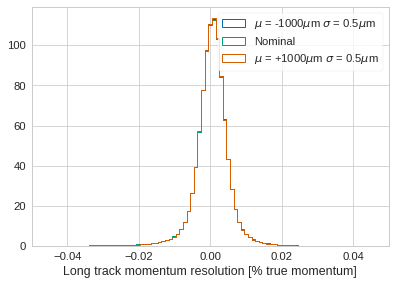 μ = -1000μm σ = 0.5μm
Nominal
μ = +1000μm σ = 0.5μm
100
80
60
40
20
0
−0.04 −0.02 0.00 0.02 0.04
Long track momentum resolution [% true momentum]